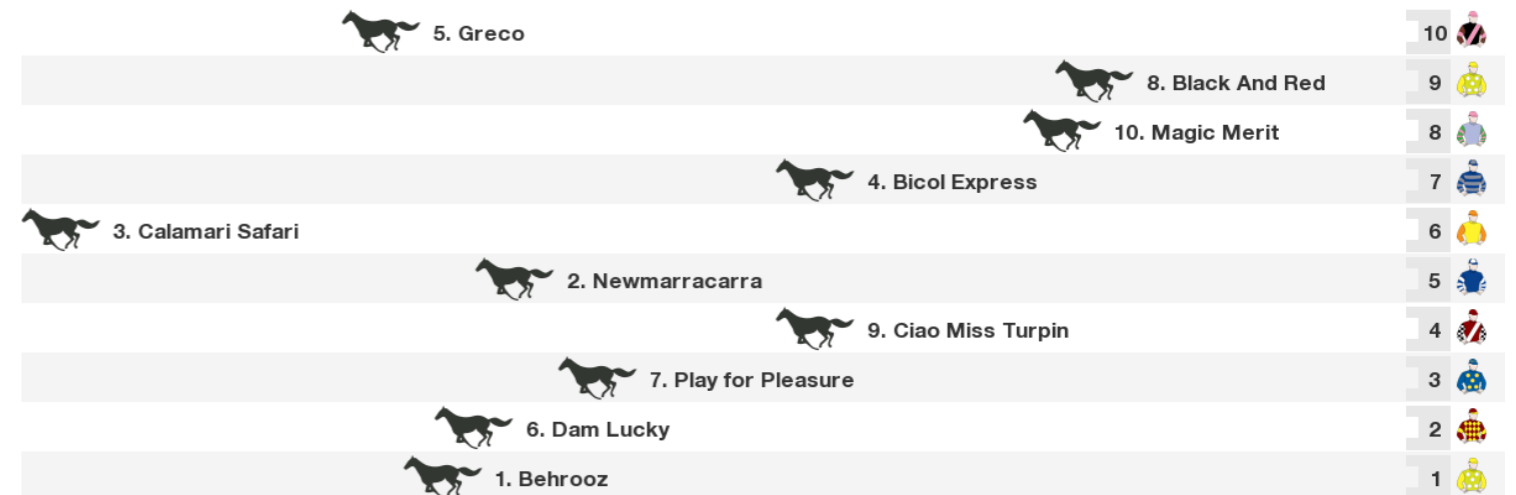 5. Greco 10
8. Black And Red 9
10. Magic Merit 8
4. Bicol Express 7
3. Calamari Safari 6
2. Newmarracarra 5
9. Ciao Miss Turpin 4
7. Play for Pleasure 3
6. Dam Lucky 2
1. Behrooz 1